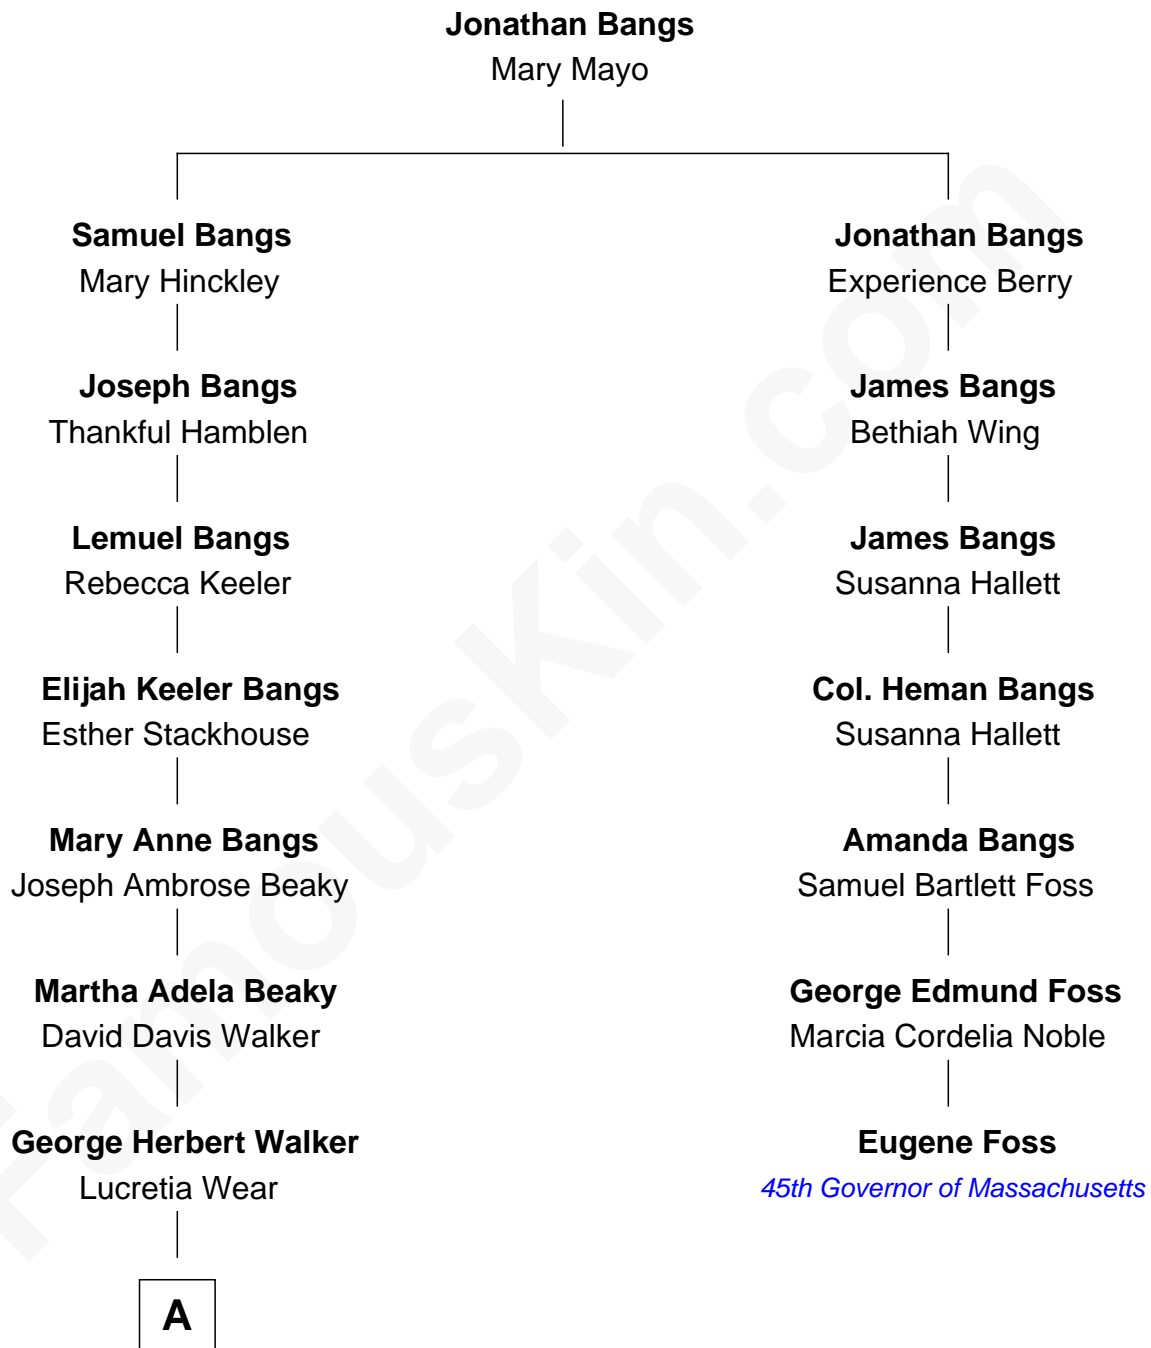 Jonathan Bangs
Mary Mayo
Samuel Bangs
Mary Hinckley
Jonathan Bangs
Experience Berry
Joseph Bangs
Thankful Hamblen
James Bangs
Bethiah Wing
Lemuel Bangs
Rebecca Keeler
James Bangs
Susanna Hallett
Elijah Keeler Bangs
Esther Stackhouse
Col. Heman Bangs
Susanna Hallett
Mary Anne Bangs
Joseph Ambrose Beaky
Amanda Bangs
Samuel Bartlett Foss
Martha Adela Beaky
David Davis Walker
George Edmund Foss
Marcia Cordelia Noble
George Herbert Walker
Lucretia Wear
Eugene Foss
45th Governor of Massachusetts
A
FamousKin.com